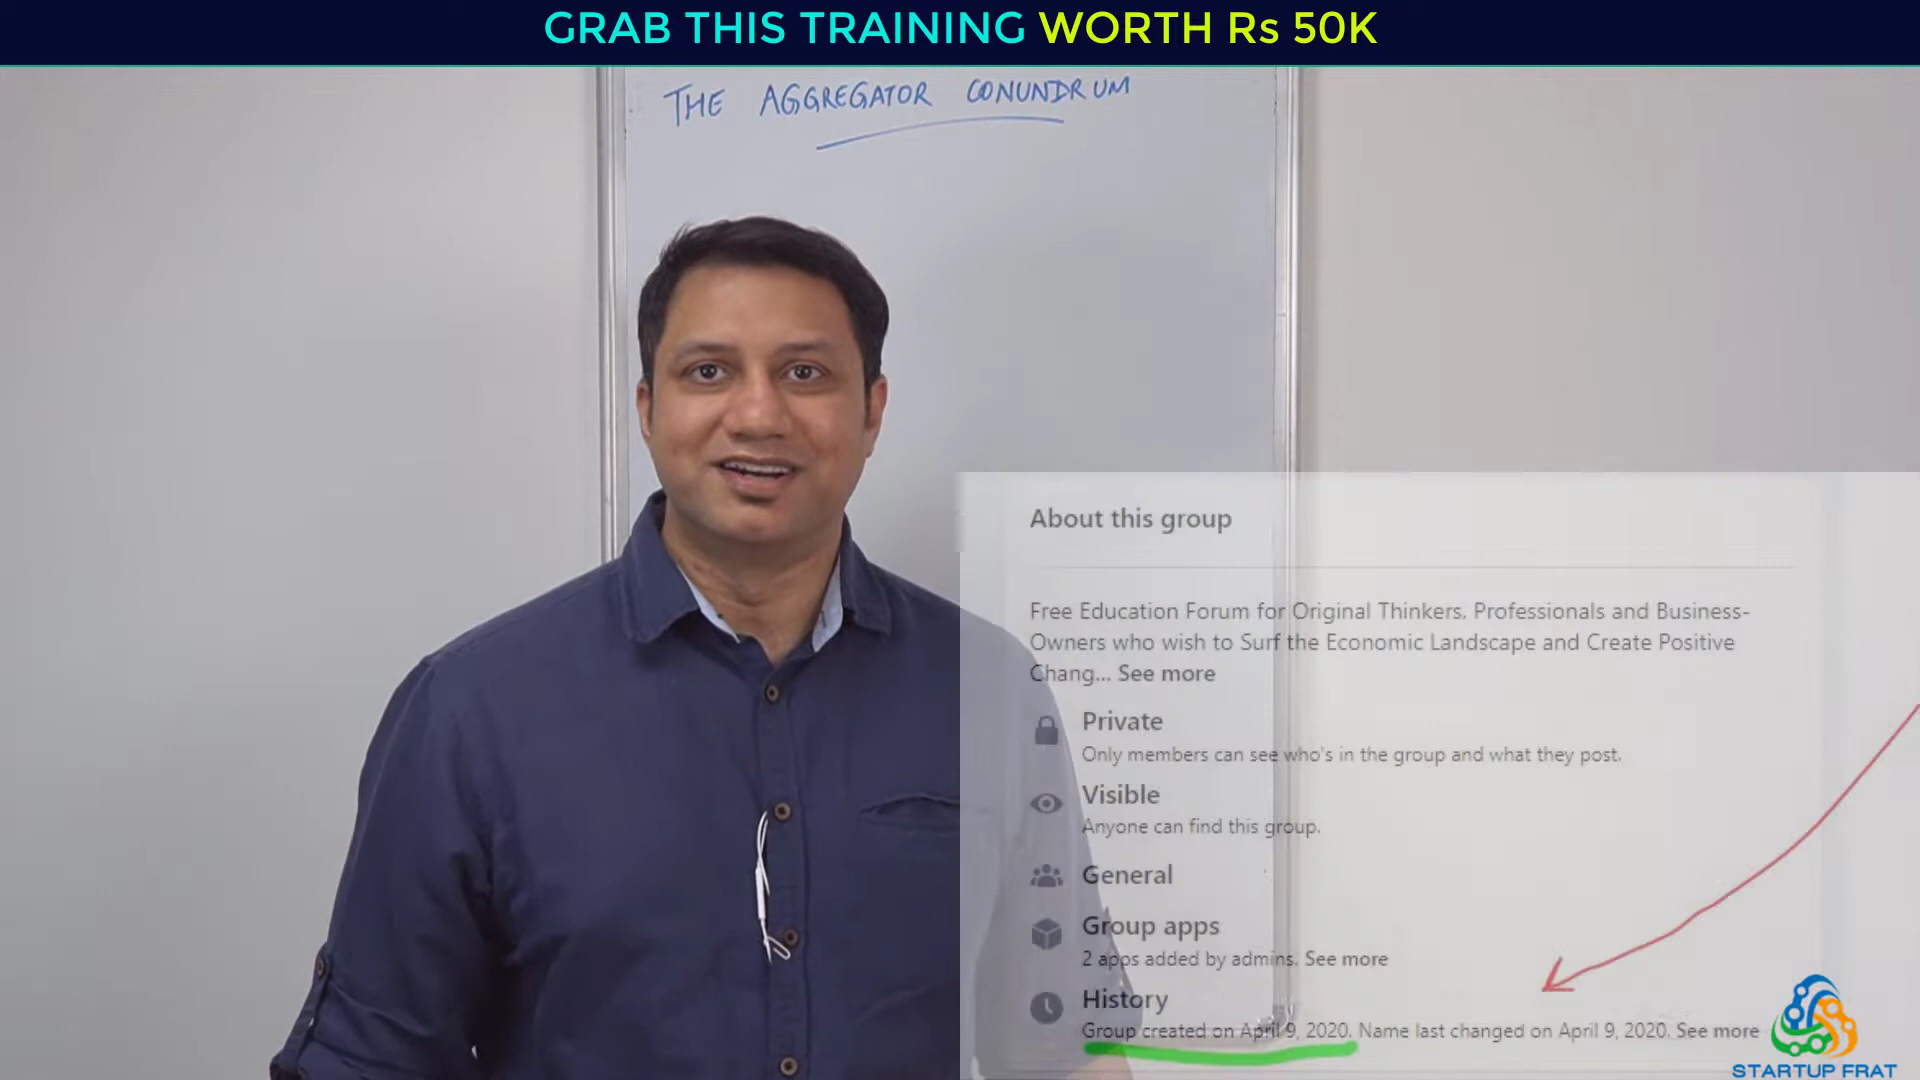 GRAB THIS TRAINING WORTH Rs 50K
THE AGGREGATOR CONUNDRUM
About this group
Free Education Forum for Original Thinkers, Professionals and Business-
Owners who wish to Surf the Economic Landscape and Create Positive
Chang... See more
Private
Only members can see who's in the group and what they post.
Visible
Anyone can find this group.
General
Group apps
2 apps added by admins. See more
History
Group created on April 9, 2020. Name last changed on April 9, 2020. See more
STARTUP FRAT